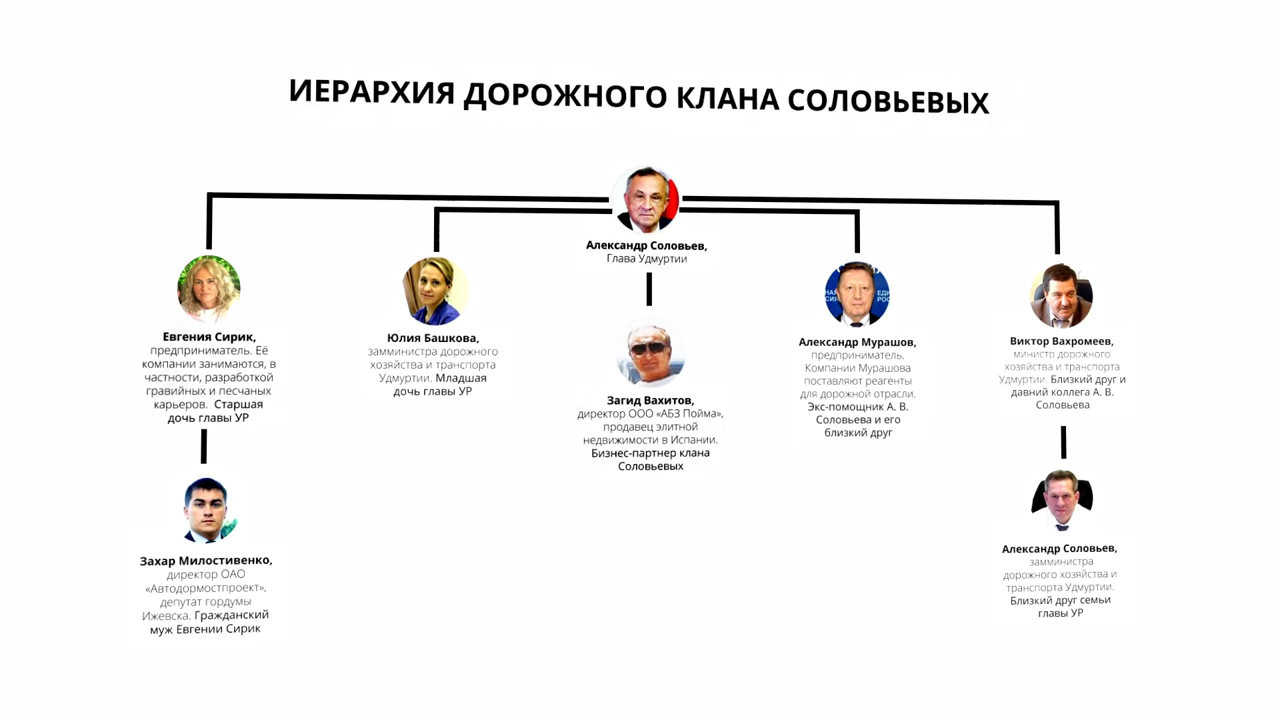 ИЕРАРХИЯ ДОРОЖНОГО КЛАНА СОЛОВЬЕВЫХ
Александр Соловьев,
Глава Удмуртии
Евгения Сирик,
предприниматель. Её
компании занимаются, в
частности, разработкой
гравийных и песчаных
карьеров. Старшая
дочь главы УР
Юлия Башкова,
замминистра дорожного
хозяйства и транспорта
Удмуртии. Младшая
дочь главы УР
Загид Вахитов,
директор ООО «АБЗ Пойма»,
продавец элитной
недвижимости в Испании.
Бизнес-партнер клана
Соловьевых
Александр Мурашов,
предприниматель.
Компании Мурашова
поставляют реагенты
для дорожной отрасли.
Экс-помощник А. В.
Соловьева и его
близкий друг
Виктор Вахромеев,
министр дорожного
хозяйства и транспорта
Удмуртии. Близкий друг и
давний коллега А. В.
Соловьева
Захар Милостивенко,
директор ОАО
«Автодормостпроект»,
депутат гордумы
Ижевска. Гражданский
муж Евгении Сирик
Александр Соловьев,
замминистра
дорожного хозяйства и
транспорта Удмуртии.
Близкий друг семьи
главы УР